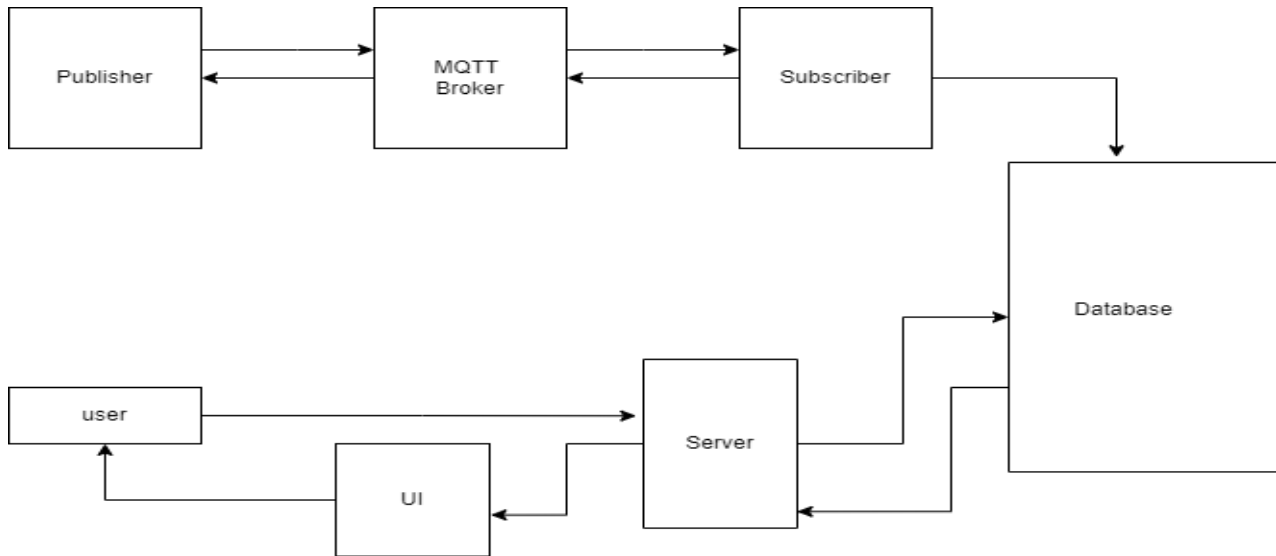 Publisher
MQTT
Broker
Subscriber
Database
user
Server
UI